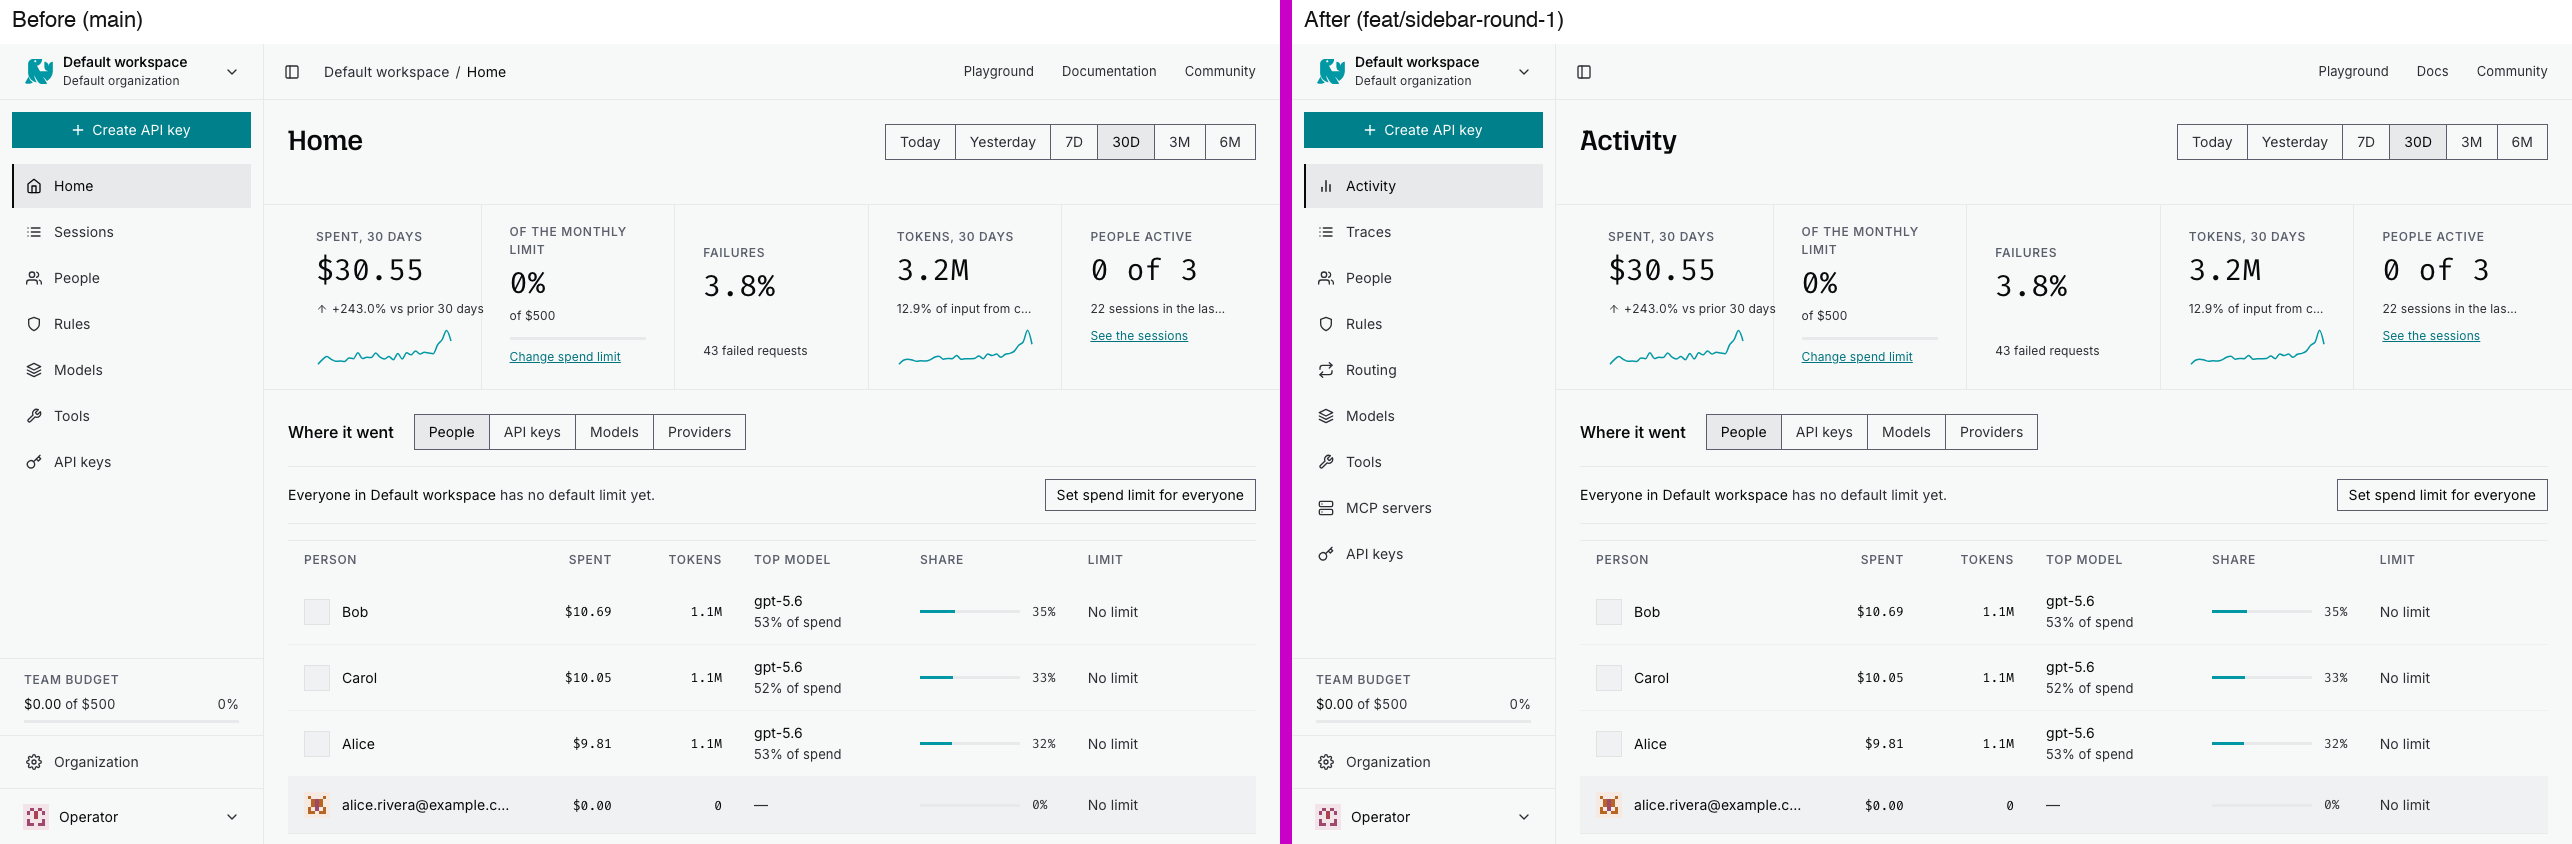 Before (main)
Default workspace
Default organization
Default workspace / Home
Playground Documentation Community
+ Create API key
Home
Sessions
People
Rules
Models
Tools
API keys
TEAM BUDGET
$0.00 of $500 0%
Organization
Operator
Home
Today Yesterday 7D 30D 3M 6M
SPENT, 30 DAYS
$30.55
↑ +243.0% vs prior 30 days
OF THE MONTHLY
LIMIT
0%
of $500
Change spend limit
FAILURES
3.8%
43 failed requests
TOKENS, 30 DAYS
3.2M
12.9% of input from c...
PEOPLE ACTIVE
0 of 3
22 sessions in the las...
See the sessions
Where it went People API keys Models Providers
Everyone in Default workspace has no default limit yet. Set spend limit for everyone
PERSON SPENT TOKENS TOP MODEL SHARE LIMIT
Bob $10.69 1.1M gpt-5.6 35% No limit
53% of spend
Carol $10.05 1.1M gpt-5.6 33% No limit
52% of spend
Alice $9.81 1.1M gpt-5.6 32% No limit
53% of spend
alice.rivera@example.c... $0.00 0 — 0% No limit
After (feat/sidebar-round-1)
Default workspace
Default organization
Playground Docs Community
+ Create API key
Activity
Traces
People
Rules
Routing
Models
Tools
MCP servers
API keys
TEAM BUDGET
$0.00 of $500 0%
Organization
Operator
Activity
Today Yesterday 7D 30D 3M 6M
SPENT, 30 DAYS
$30.55
↑ +243.0% vs prior 30 days
OF THE MONTHLY
LIMIT
0%
of $500
Change spend limit
FAILURES
3.8%
43 failed requests
TOKENS, 30 DAYS
3.2M
12.9% of input from c...
PEOPLE ACTIVE
0 of 3
22 sessions in the las...
See the sessions
Where it went People API keys Models Providers
Everyone in Default workspace has no default limit yet. Set spend limit for everyone
PERSON SPENT TOKENS TOP MODEL SHARE LIMIT
Bob $10.69 1.1M gpt-5.6 35% No limit
53% of spend
Carol $10.05 1.1M gpt-5.6 33% No limit
52% of spend
Alice $9.81 1.1M gpt-5.6 32% No limit
53% of spend
alice.rivera@example.c... $0.00 0 — 0% No limit